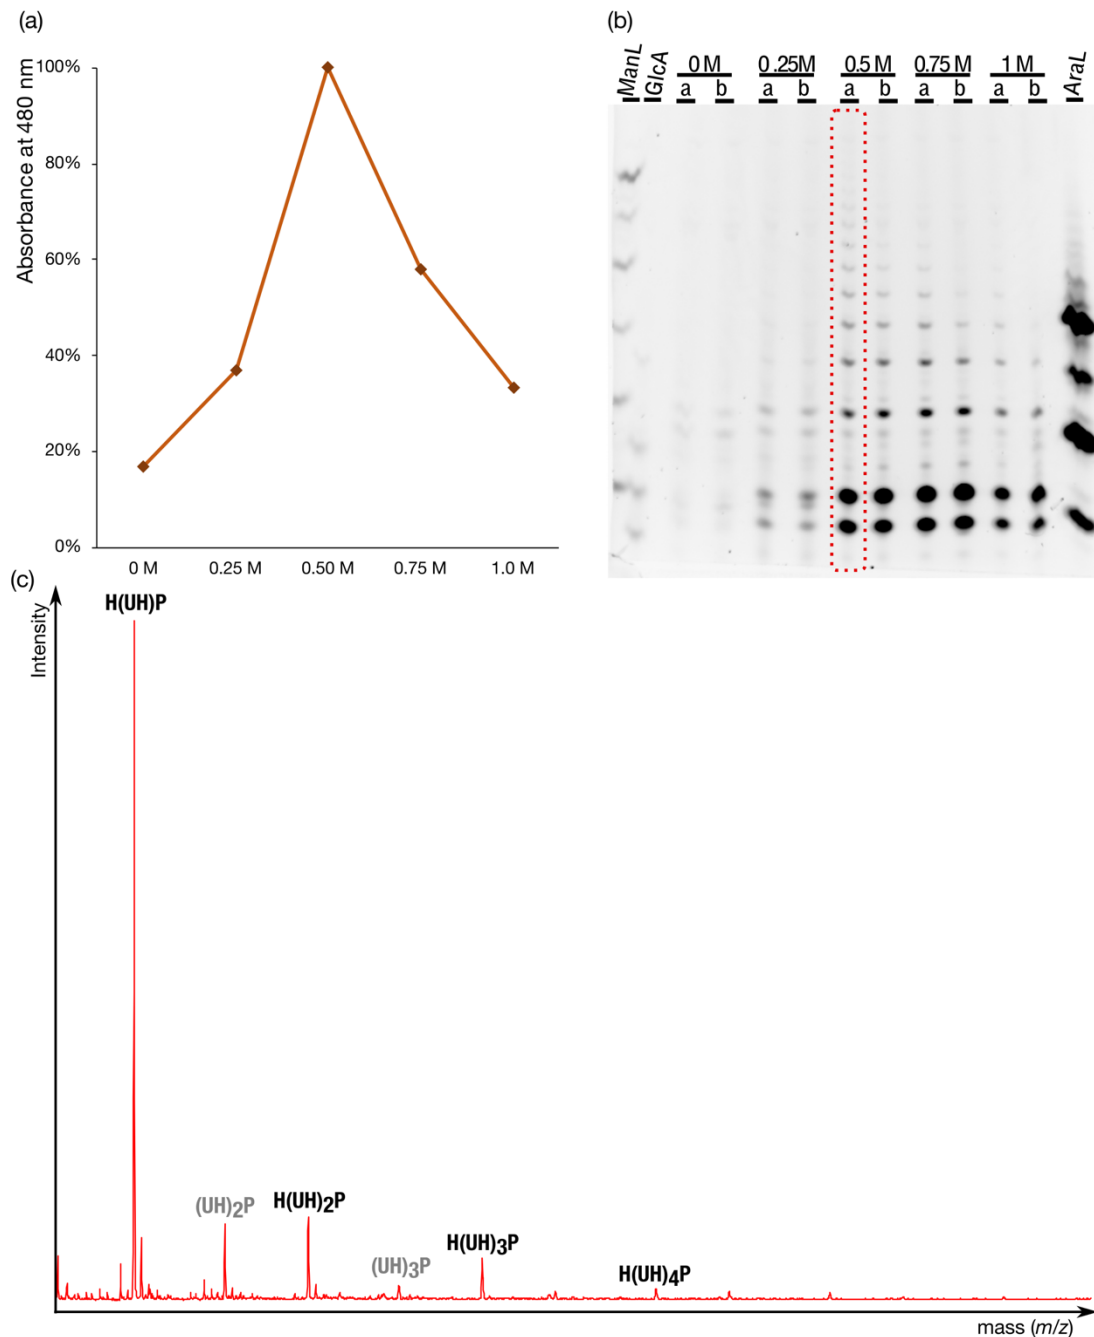 (a)
Absorbance at 480 nm
100%
80%
60%
40%
20%
0%
0 M 0.25 M 0.50 M 0.75 M 1.0 M
(b)
ManL GlcA 0 M 0 .25M 0.5 M 0.75 M 1 M AraL
a b a b a b a b a b
(c)
Intensity
H(UH)P
(UH)2P
H(UH)2P
(UH)3P
H(UH)3P
H(UH)4P
mass (m/z)